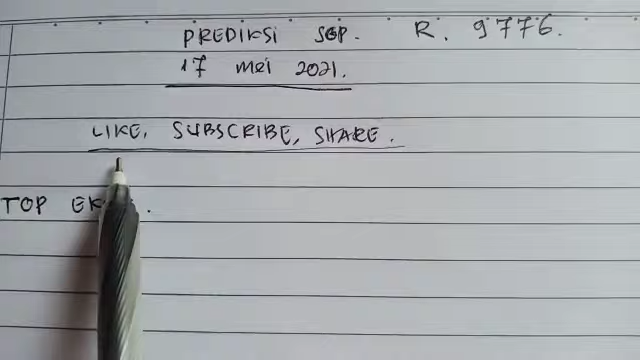 PREDIKSI SGP. R. 9776.
17 MEI 2021.
LIKE, SUBSCRIBE, SHARE.
TOP